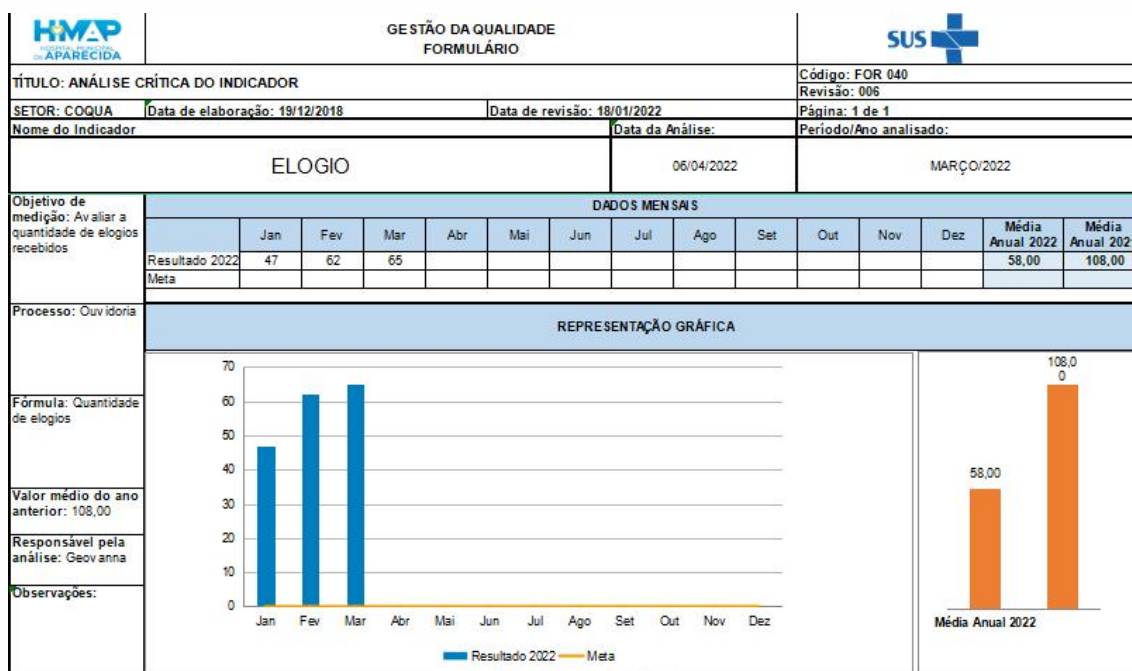 HMAP
HOSPITAL MUNICIPAL
DE APARECIDA
GESTÃO DA QUALIDADE
FORMULÁRIO
SUS
TÍTULO: ANÁLISE CRÍTICA DO INDICADOR
Código: FOR 040
Revisão: 006
SETOR: COQUA Data de elaboração: 19/12/2018 Data de revisão: 18/01/2022 Página: 1 de 1
Nome do Indicador Data da Análise: Período/Ano analisado:
ELOGIO 06/04/2022 MARÇO/2022
Objetivo de
medição: Avaliar a
quantidade de elogios
recebidos
DADOS MENSAIS
Jan Fev Mar Abr Mai Jun Jul Ago Set Out Nov Dez Média Anual 2022 Média Anual 202
Resultado 2022 47 62 65 58,00 108,00
Meta
Processo: Ouvidoria
REPRESENTAÇÃO GRÁFICA
Fórmula: Quantidade
de elogios
Valor médio do ano
anterior: 108,00
Responsável pela
análise: Geovanna
Observações:
70
60
50
40
30
20
10
0
Jan Fev Mar Abr Mai Jun Jul Ago Set Out Nov Dez
Resultado 2022 Meta
108,0
0
58,00
Média Anual 2022